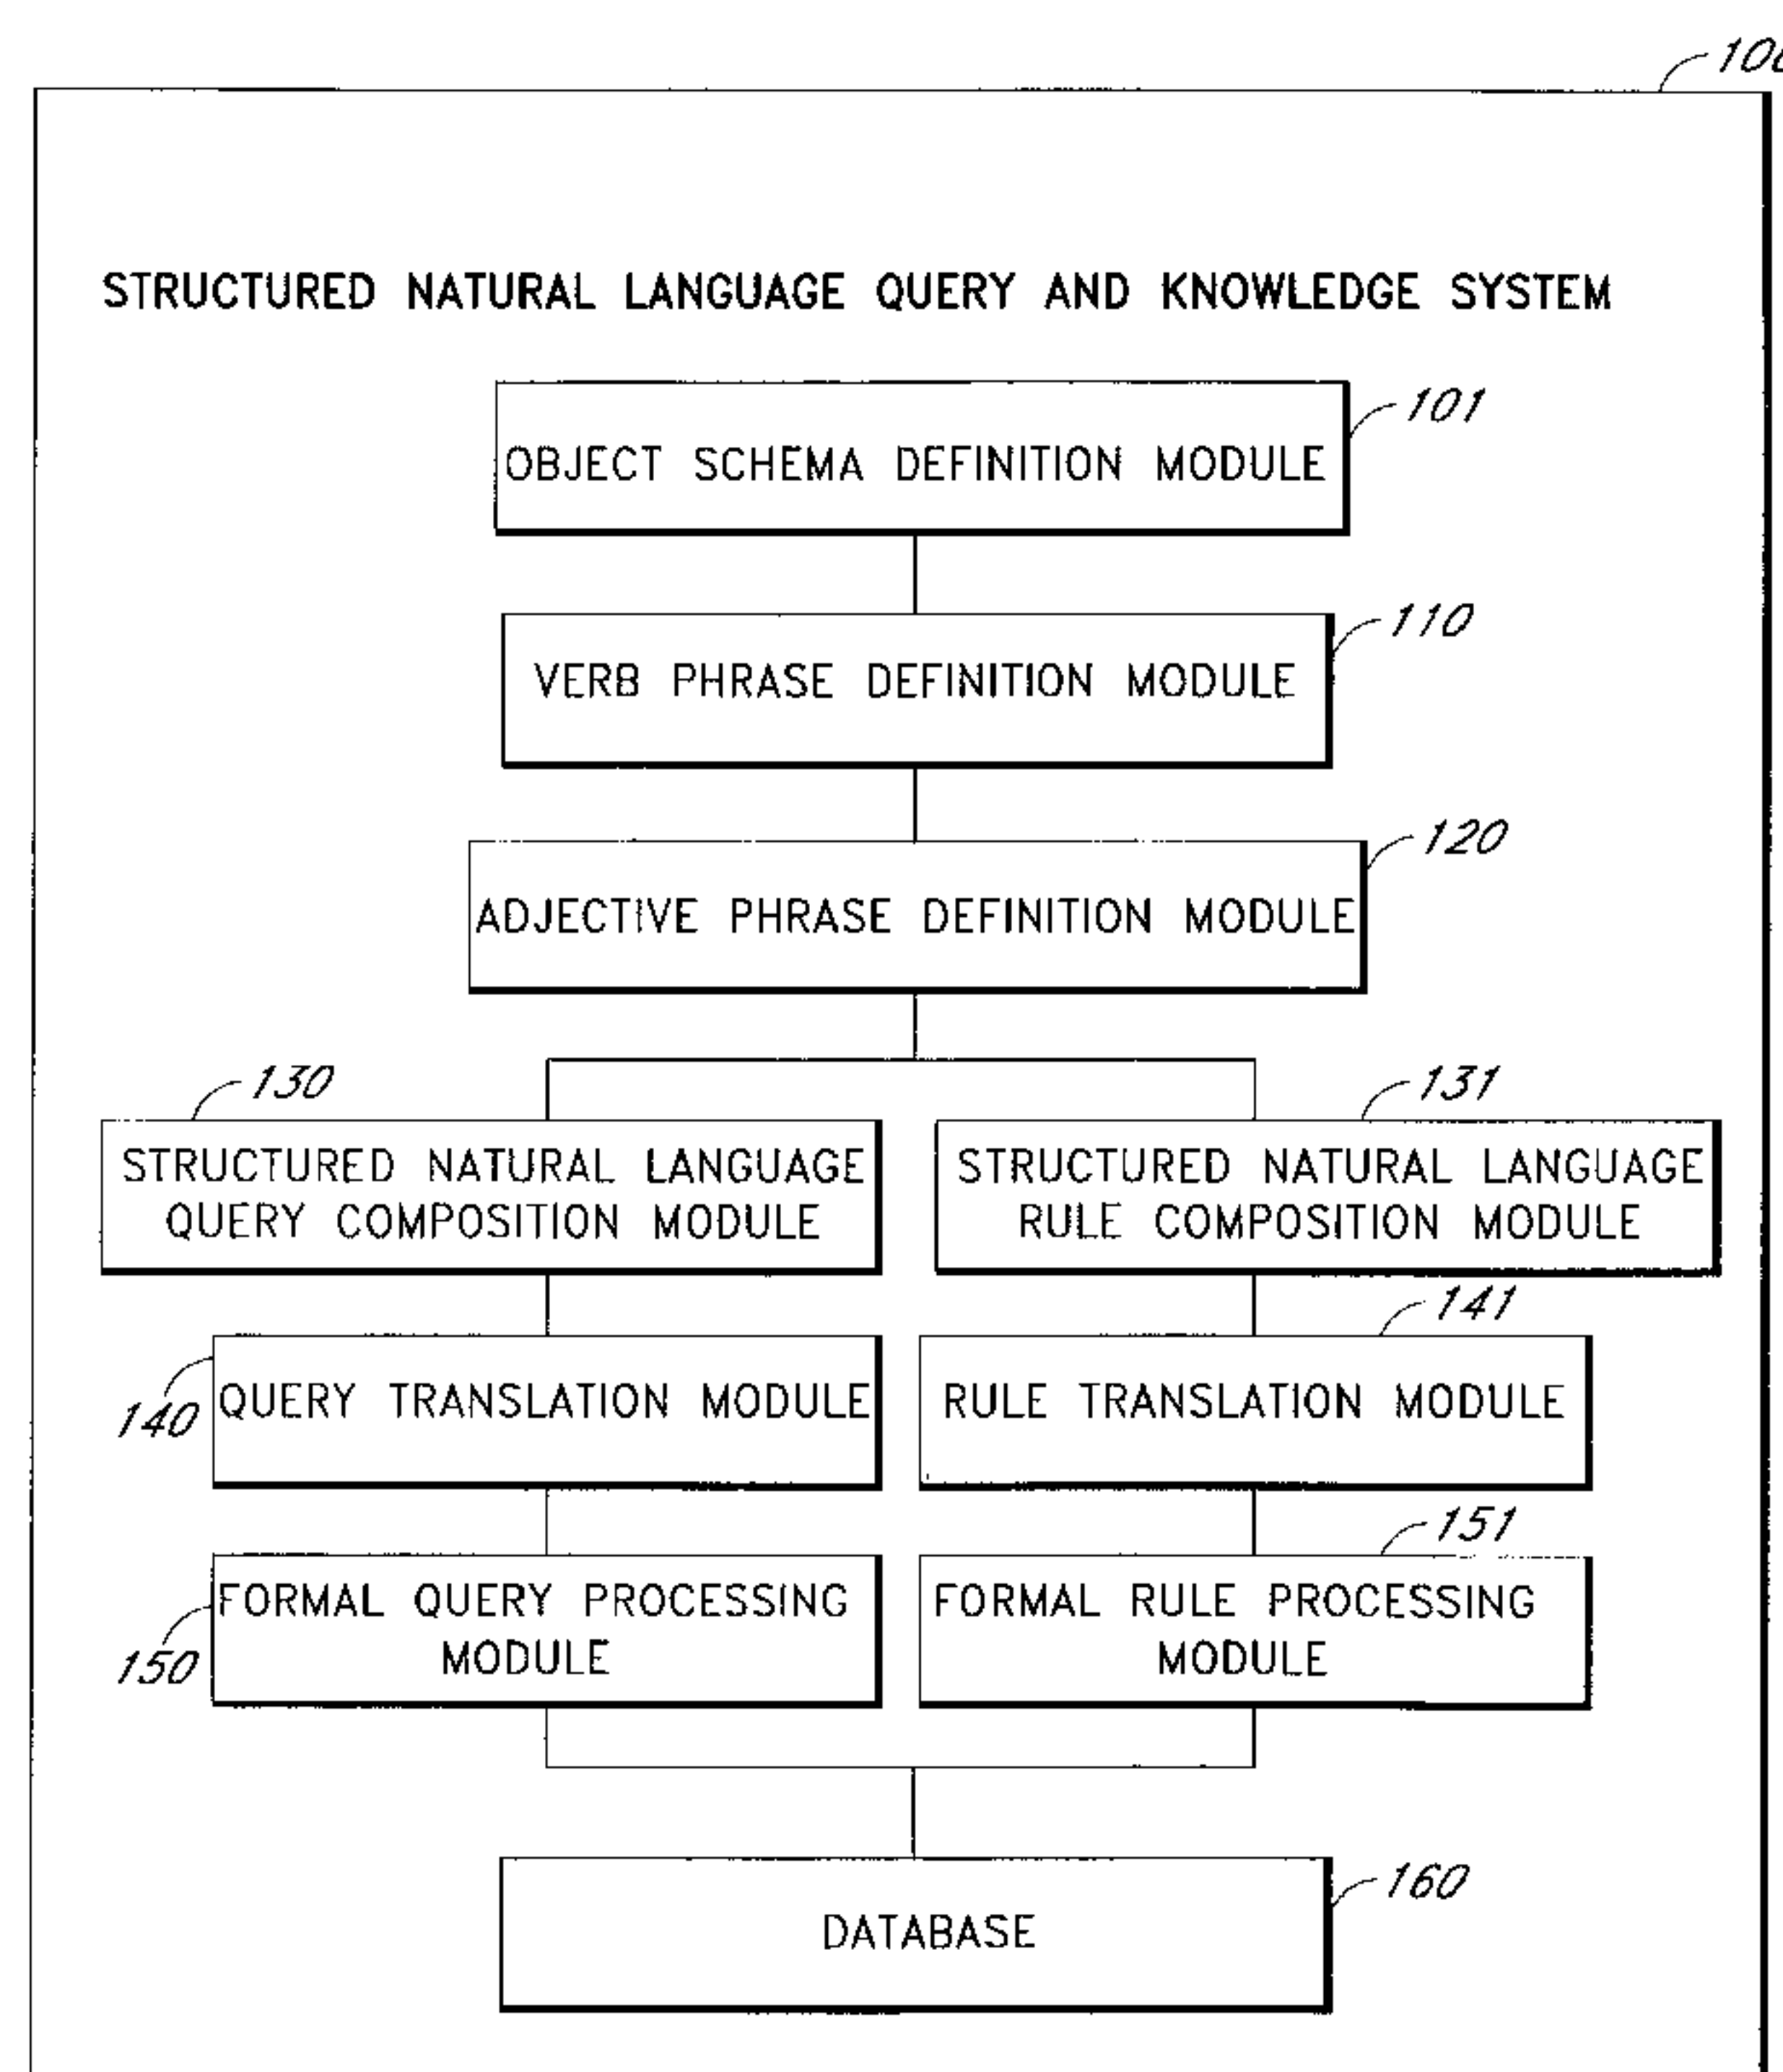 STRUCTURED NATURAL LANGUAGE QUERY AND KNOWLEDGE SYSTEM
101
OBJECT SCHEMA DEFINITION MODULE
110
VERB PHRASE DEFINITION MODULE
120
ADJECTIVE PHRASE DEFINITION MODULE
130
131
STRUCTURED NATURAL LANGUAGE
QUERY COMPOSITION MODULE
STRUCTURED NATURAL LANGUAGE
RULE COMPOSITION MODULE
141
140
QUERY TRANSLATION MODULE
RULE TRANSLATION MODULE
151
150
FORMAL QUERY PROCESSING
MODULE
FORMAL RULE PROCESSING
MODULE
160
DATABASE